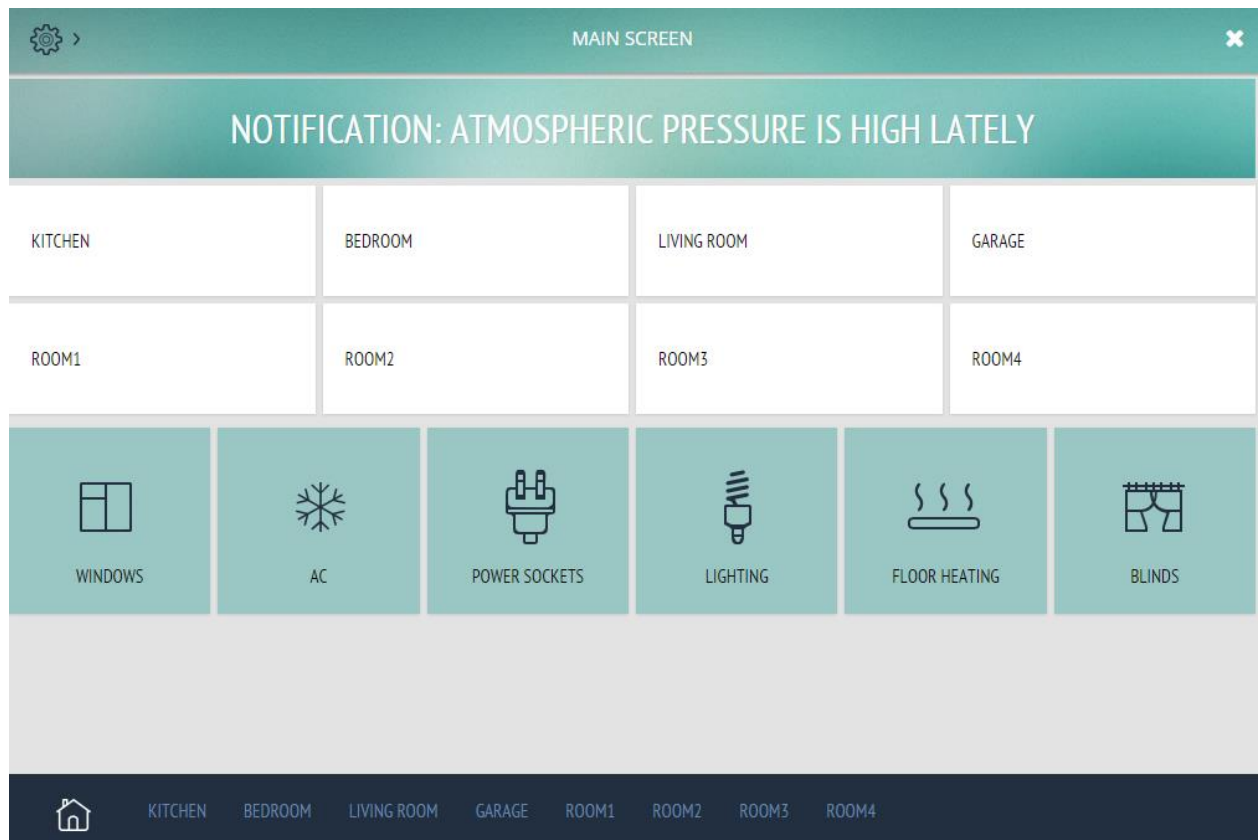 MAIN SCREEN
NOTIFICATION: ATMOSPHERIC PRESSURE IS HIGH LATELY
KITCHEN BEDROOM LIVING ROOM GARAGE
ROOM1 ROOM2 ROOM3 ROOM4
WINDOWS AC POWER SOCKETS LIGHTING FLOOR HEATING BLINDS
KITCHEN BEDROOM LIVING ROOM GARAGE ROOM1 ROOM2 ROOM3 ROOM4